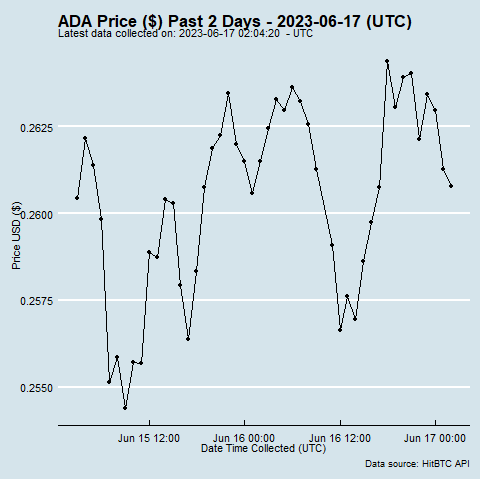 ADA Price ($) Past 2 Days - 2023-06-17 (UTC)
Latest data collected on: 2023-06-17 02:04:20 - UTC
Price USD ($)
0.2625
0.2600
0.2575
0.2550
Jun 15 12:00 Jun 16 00:00 Jun 16 12:00 Jun 17 00:00
Date Time Collected (UTC)
Data source: HitBTC API